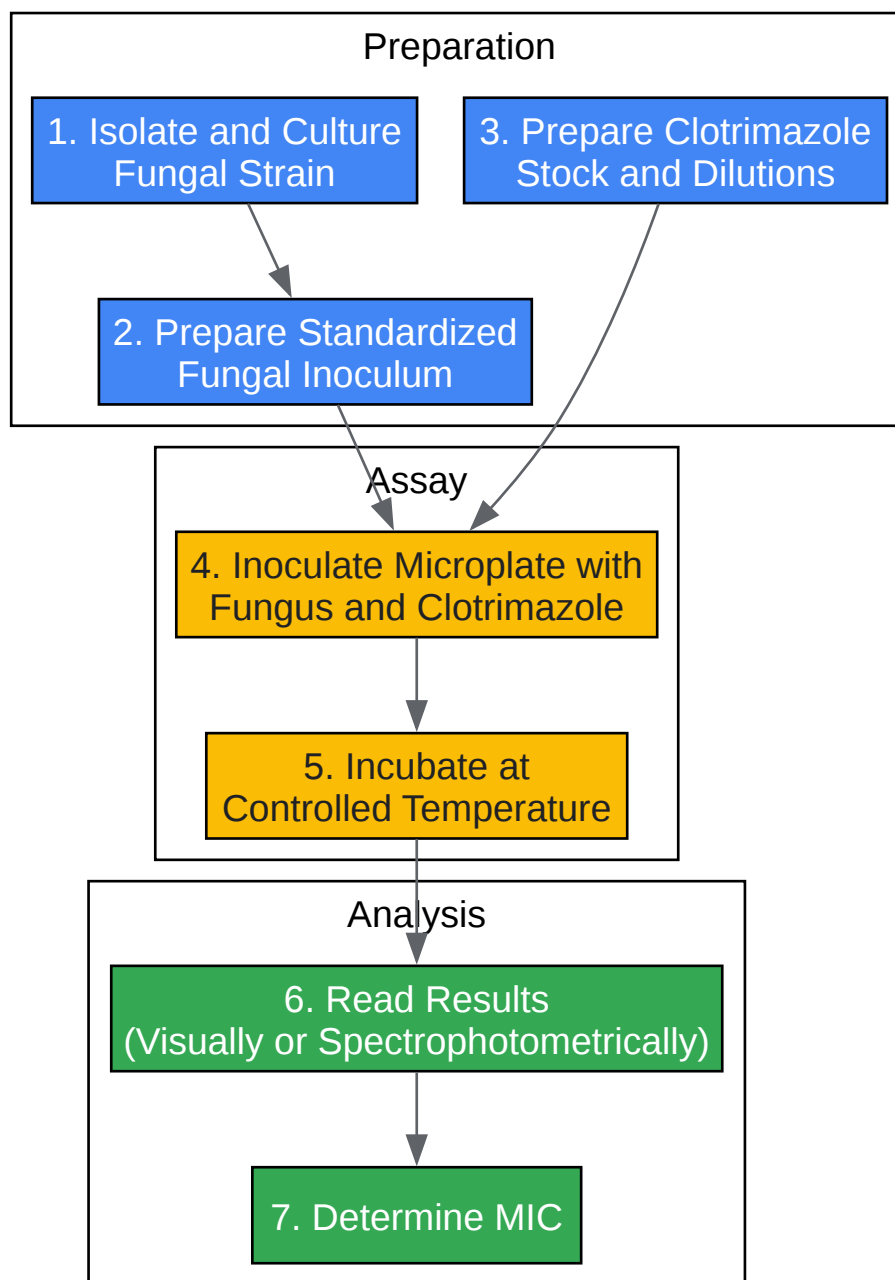 Preparation
1. Isolate and Culture
Fungal Strain
3. Prepare Clotrimazole
Stock and Dilutions
2. Prepare Standardized
Fungal Inoculum
Assay
4. Inoculate Microplate with
Fungus and Clotrimazole
5. Incubate at
Controlled Temperature
Analysis
6. Read Results
(Visually or Spectrophotometrically)
7. Determine MIC